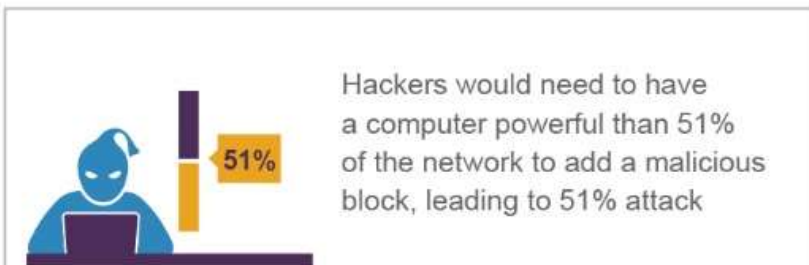 51%
Hackers would need to have
a computer powerful than 51%
of the network to add a malicious
block, leading to 51% attack